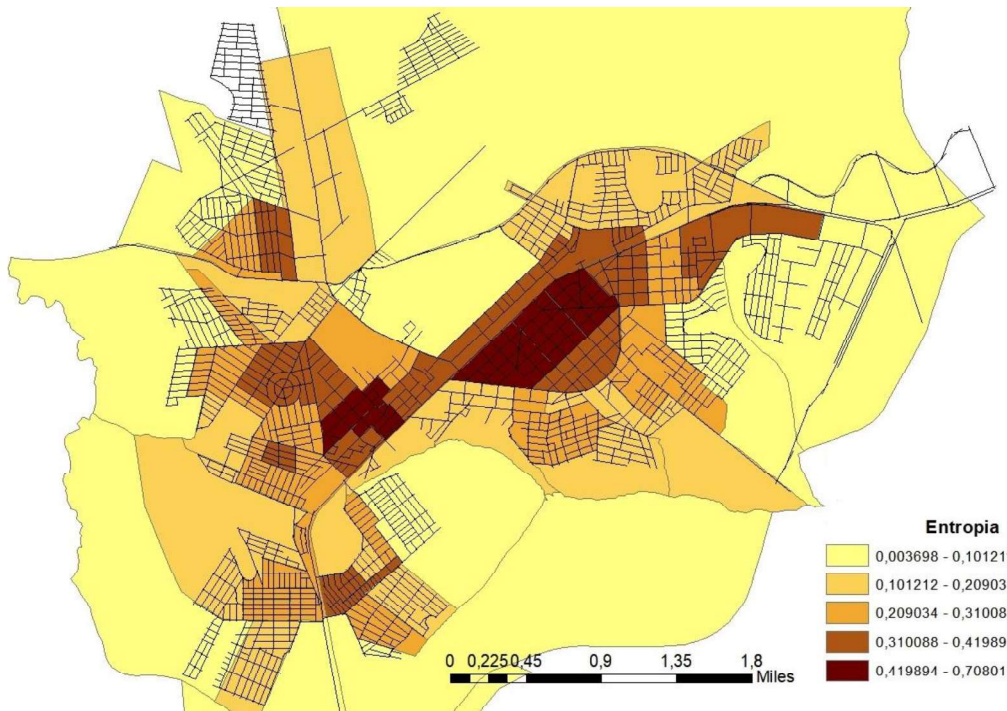 Entropia
0,003698 - 0,10121
0,101212 - 0,20903
0,209034 - 0,31008
0,310088 - 0,41989
0,419894 - 0,70801
0 0,225 0,45 0,9 1,35 1,8
Miles